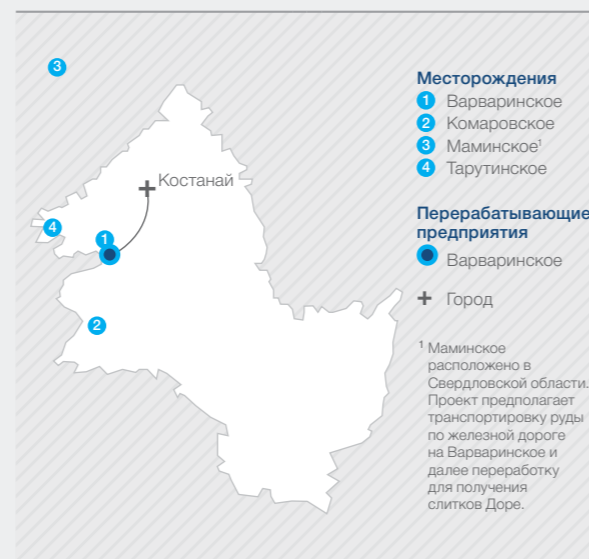 3
Костанай
4
1
2
Месторождения
1 Варваринское
2 Комаровское
3 Маминское¹
4 Тарутинское
Перерабатывающие
предприятия
Варваринское
Город
¹ Маминское
расположено в
Свердловской области.
Проект предполагает
транспортировку руды
по железной дороге
на Варваринское и
далее переработку
для получения
слитков Доре.